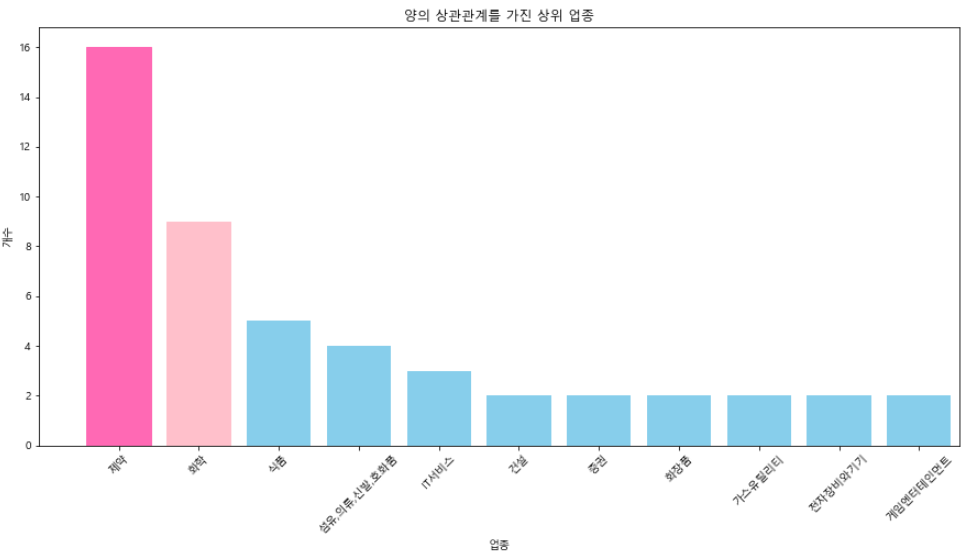 양의 상관관계를 가진 상위 업종
개수
16
14
12
10
8
6
4
2
0
제약
화학
식품
섬유,의류,신발,호화품
IT서비스
건설
증권
화장품
가스유틸리티
전자장비와기기
게임엔터테인먼트
업종